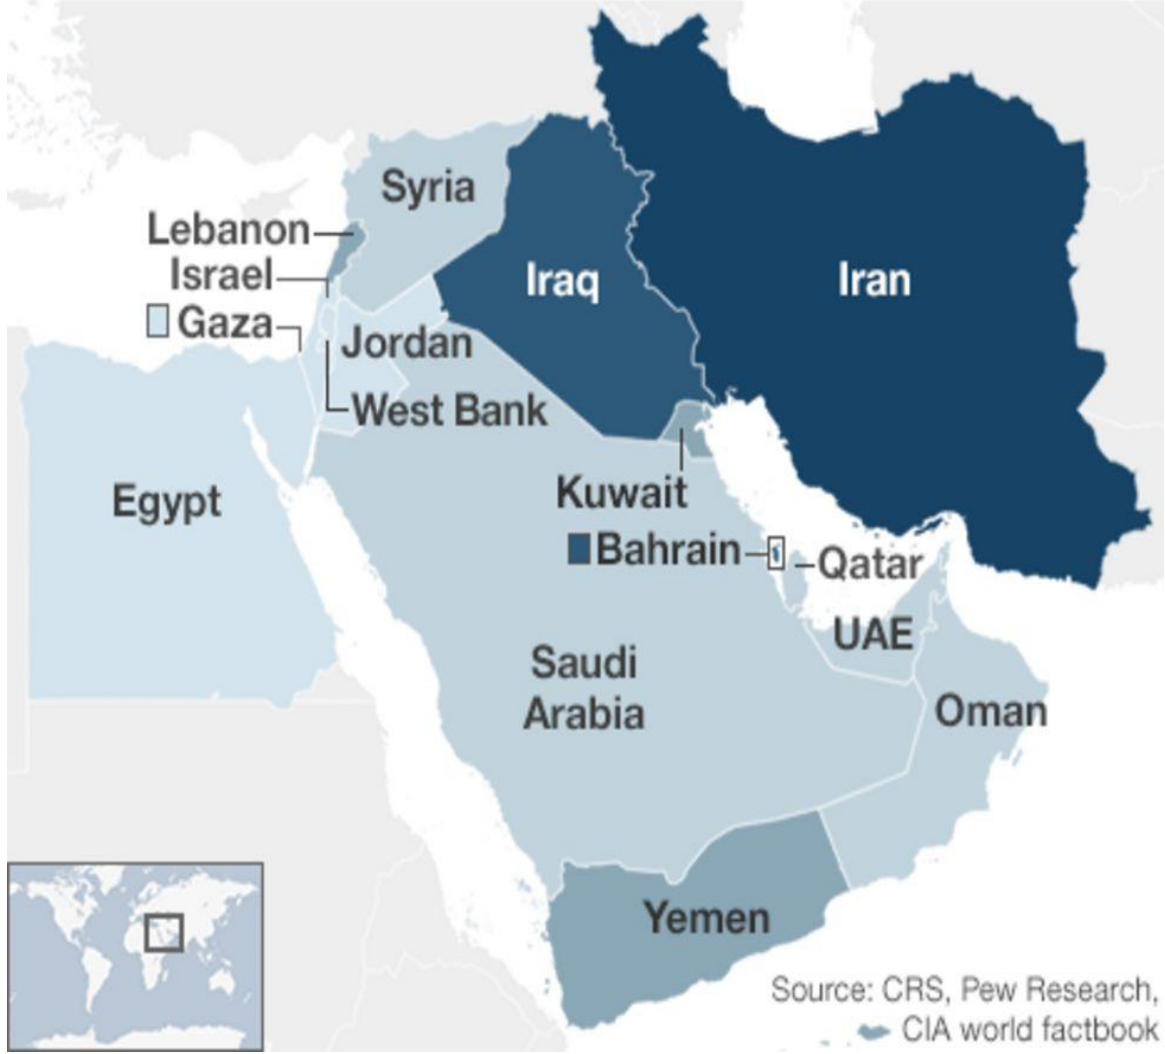 Syria
Lebanon
Israel
Iraq
Iran
Gaza
Jordan
West Bank
Egypt
Kuwait
Bahrain
Qatar
UAE
Saudi
Arabia
Oman
Yemen
Source: CRS, Pew Research,
CIA world factbook